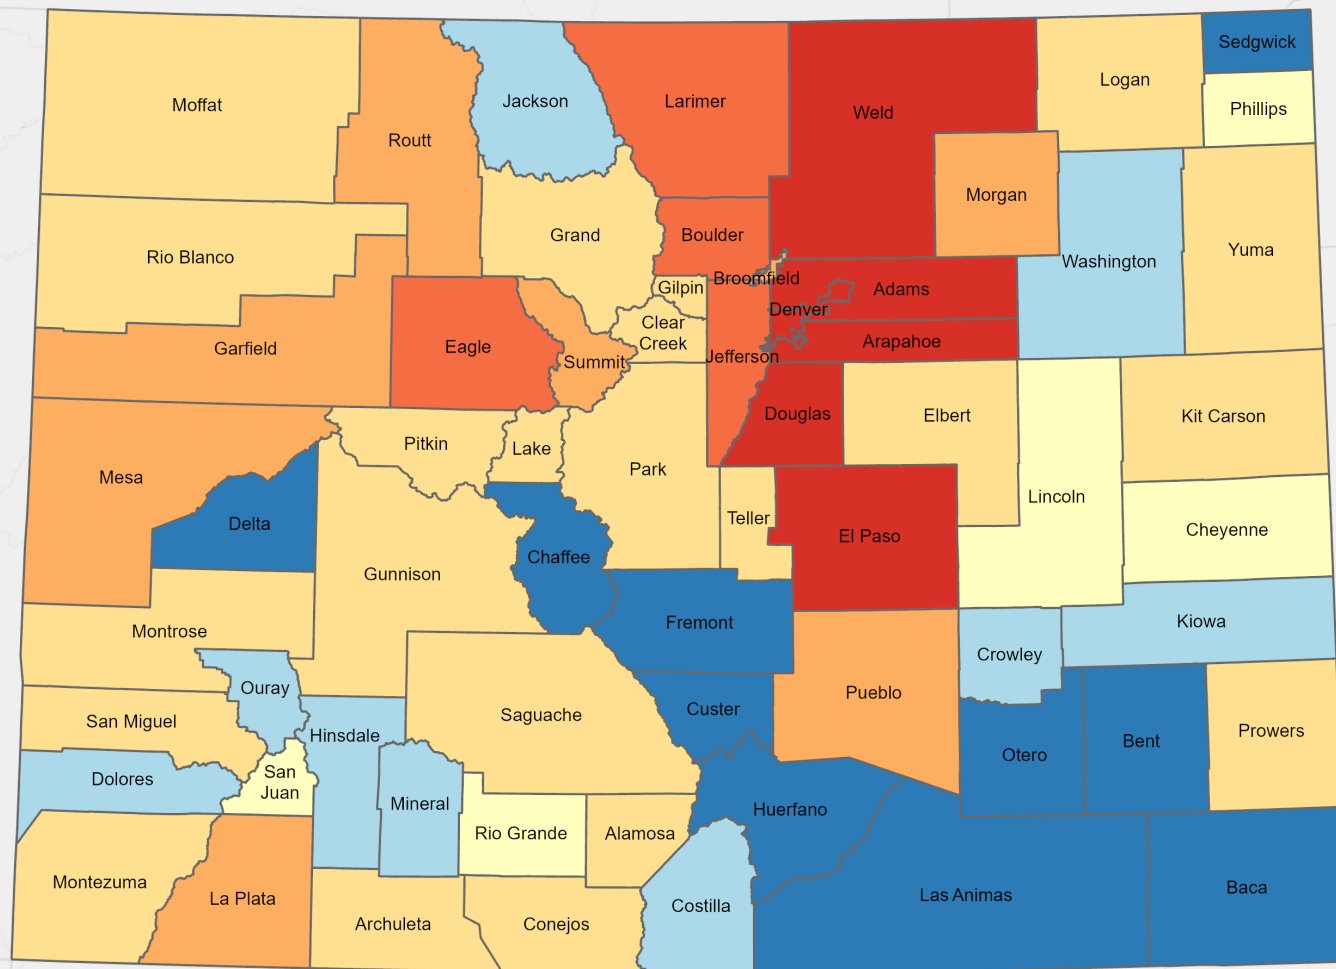 Sedgwick
Logan
Moffat
Jackson
Larimer
Phillips
Weld
Routt
Morgan
Grand
Boulder
Yuma
Rio Blanco
Washington
Broomfield
Gilpin
Adams
Denver
Clear
Creek
Arapahoe
Garfield
Eagle
Jefferson
Summit
Douglas
Elbert
Kit Carson
Pitkin
Lake
Park
Mesa
Lincoln
Teller
Delta
Cheyenne
El Paso
Chaffee
Gunnison
Fremont
Kiowa
Montrose
Crowley
Ouray
Pueblo
Custer
Saguache
San Miguel
Prowers
Hinsdale
Bent
Otero
San
Juan
Dolores
Mineral
Huerfano
Rio Grande
Alamosa
Montezuma
Baca
Las Animas
La Plata
Costilla
Archuleta
Conejos